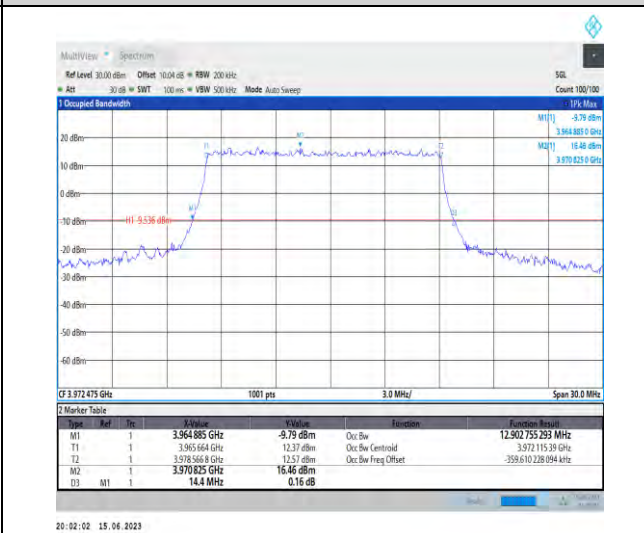 MultiView Spectrum
Ref Level 30.00 dBm Offset 10.04 dB RBW 200 kHz SGL
Att 30 dB SWT 100 ms VBW 500 kHz Mode Auto Sweep Count 100/100
1 Occupied Bandwidth 1Pk Max
M1[1] -9.79 dBm
3.964 885 0 GHz
M2[1] 16.46 dBm
3.970 825 0 GHz
20 dBm
10 dBm
0 dBm
-10 dBm
H1 -9.536 dBm
-20 dBm
-30 dBm
-40 dBm
-50 dBm
-60 dBm
CF 3.972 475 GHz 1001 pts 3.0 MHz/ Span 30.0 MHz
2 Marker Table
Type Ref Trc X-Value Y-Value Function Function Result
M1 1 3.964 885 GHz -9.79 dBm Occ Bw 12.902 755 293 MHz
T1 1 3.965 664 GHz 12.37 dBm Occ Bw Centroid 3.972 115 39 GHz
T2 1 3.978 566 8 GHz 12.57 dBm Occ Bw Freq Offset -359.610 228 094 kHz
M2 1 3.970 825 GHz 16.46 dBm
D3 M1 1 14.4 MHz 0.16 dB
20:02:02 15.06.2023